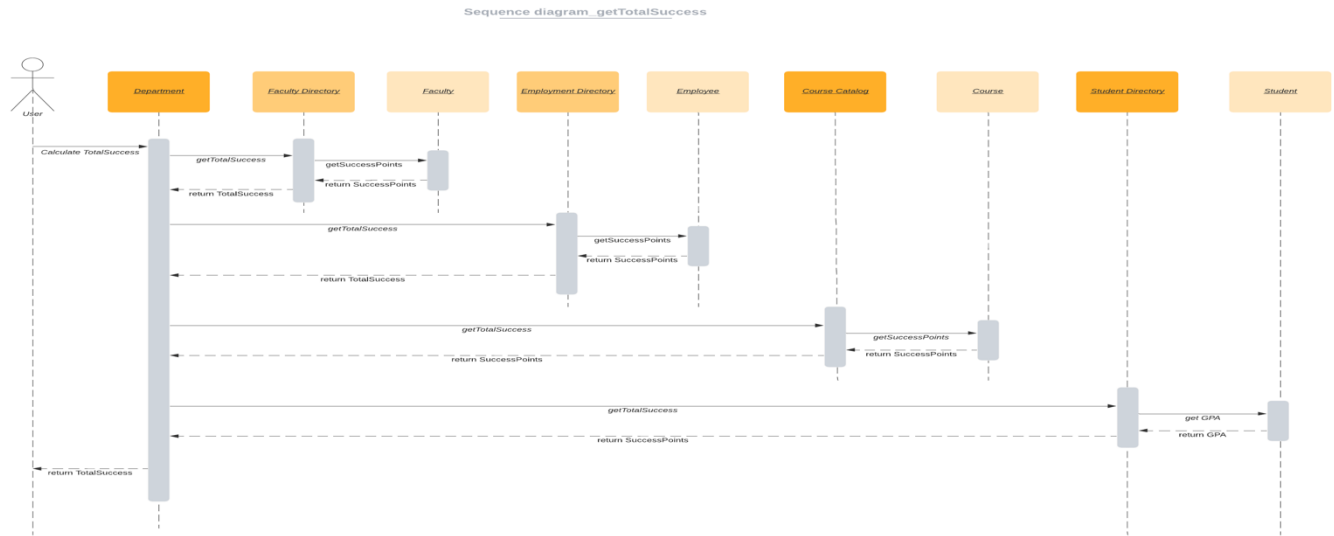 Sequence diagram_getTotalSuccess
Department
Faculty Directory
Faculty
Employment Directory
Employee
Course Catalog
Course
Student Directory
Student
User
Calculate TotalSuccess
getTotalSuccess
getSuccessPoints
return SuccessPoints
return TotalSuccess
getTotalSuccess
getSuccessPoints
return SuccessPoints
return TotalSuccess
getTotalSuccess
getSuccessPoints
return SuccessPoints
return SuccessPoints
getTotalSuccess
get GPA
return GPA
return SuccessPoints
return TotalSuccess